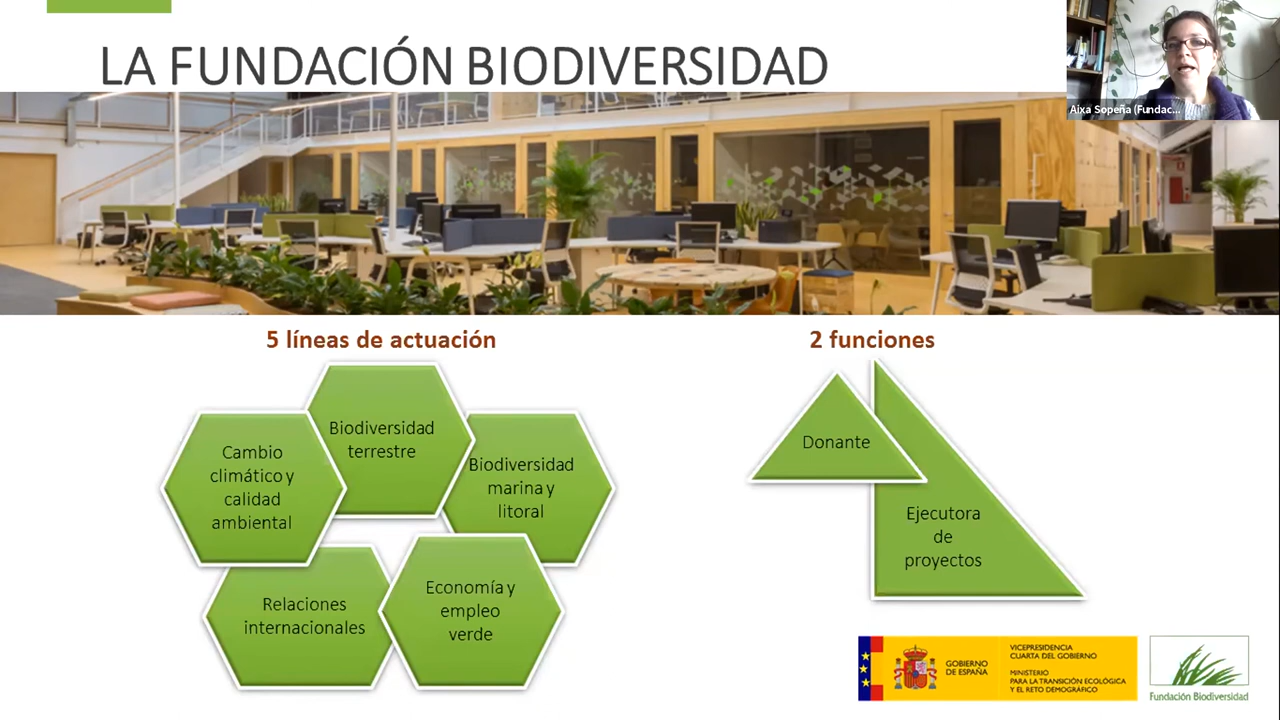 LA FUNDACIÓN BIODIVERSIDAD
Aixa Sopeña (Fundac...
5 líneas de actuación
2 funciones
Cambio
climático y
calidad
ambiental
Biodiversidad
terrestre
Biodiversidad
marina y
litoral
Relaciones
internacionales
Economía y
empleo
verde
Donante
Ejecutora
de
proyectos
GOBIERNO
DE ESPAÑA
VICEPRESIDENCIA
CUARTA DEL GOBIERNO
MINISTERIO
PARA LA TRANSICIÓN ECOLÓGICA
Y EL RETO DEMOGRÁFICO
Fundación Biodiversidad